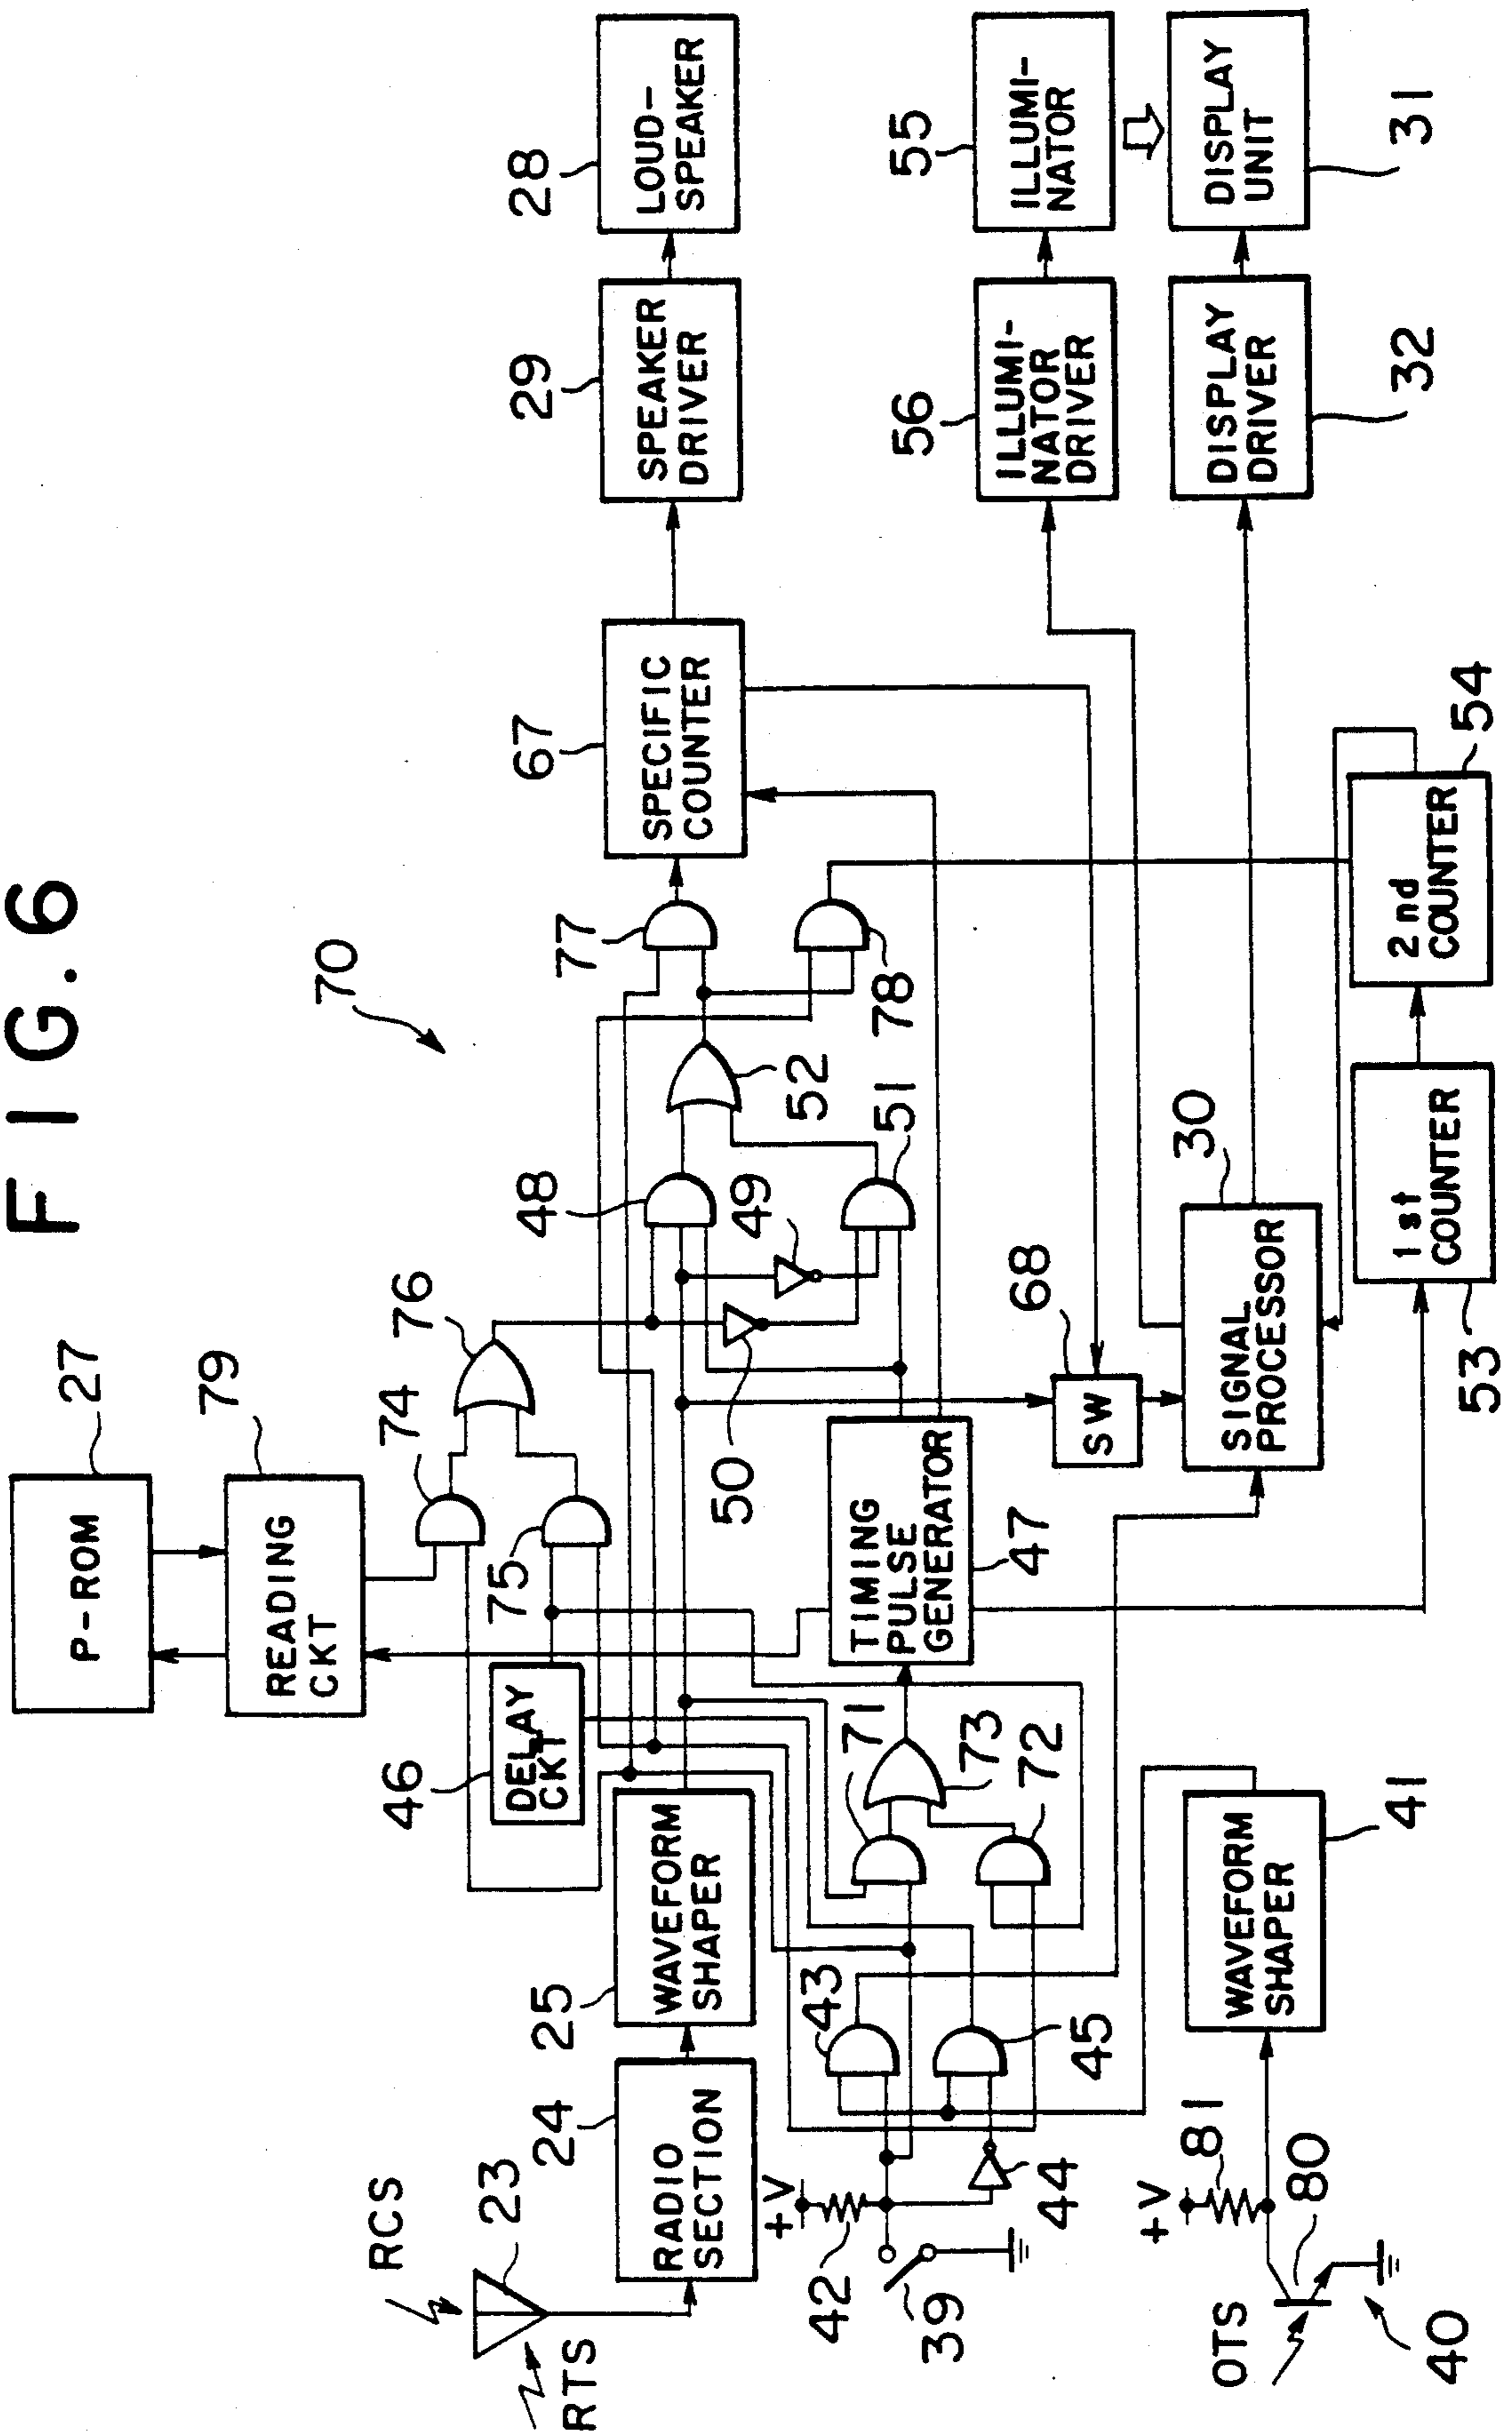 FIG. 6
70
P-ROM
27
READING
CKT
79
74
76
75
46
DELAY
CKT
RCS
23
RTS
24
RADIO
SECTION
25
WAVEFORM
SHAPER
48
49
50
51
52
77
78
67
SPECIFIC
COUNTER
29
SPEAKER
DRIVER
28
LOUD-
SPEAKER
+V
42
39
44
43
45
71
73
72
TIMING
PULSE
GENERATOR
47
68
SW
30
SIGNAL
PROCESSOR
56
ILLUMI-
NATOR
DRIVER
55
ILLUMI-
NATOR
DISPLAY
DRIVER
32
DISPLAY
UNIT
31
OTS
40
+V
81
80
WAVEFORM
SHAPER
41
1st
COUNTER
53
2nd
COUNTER
54